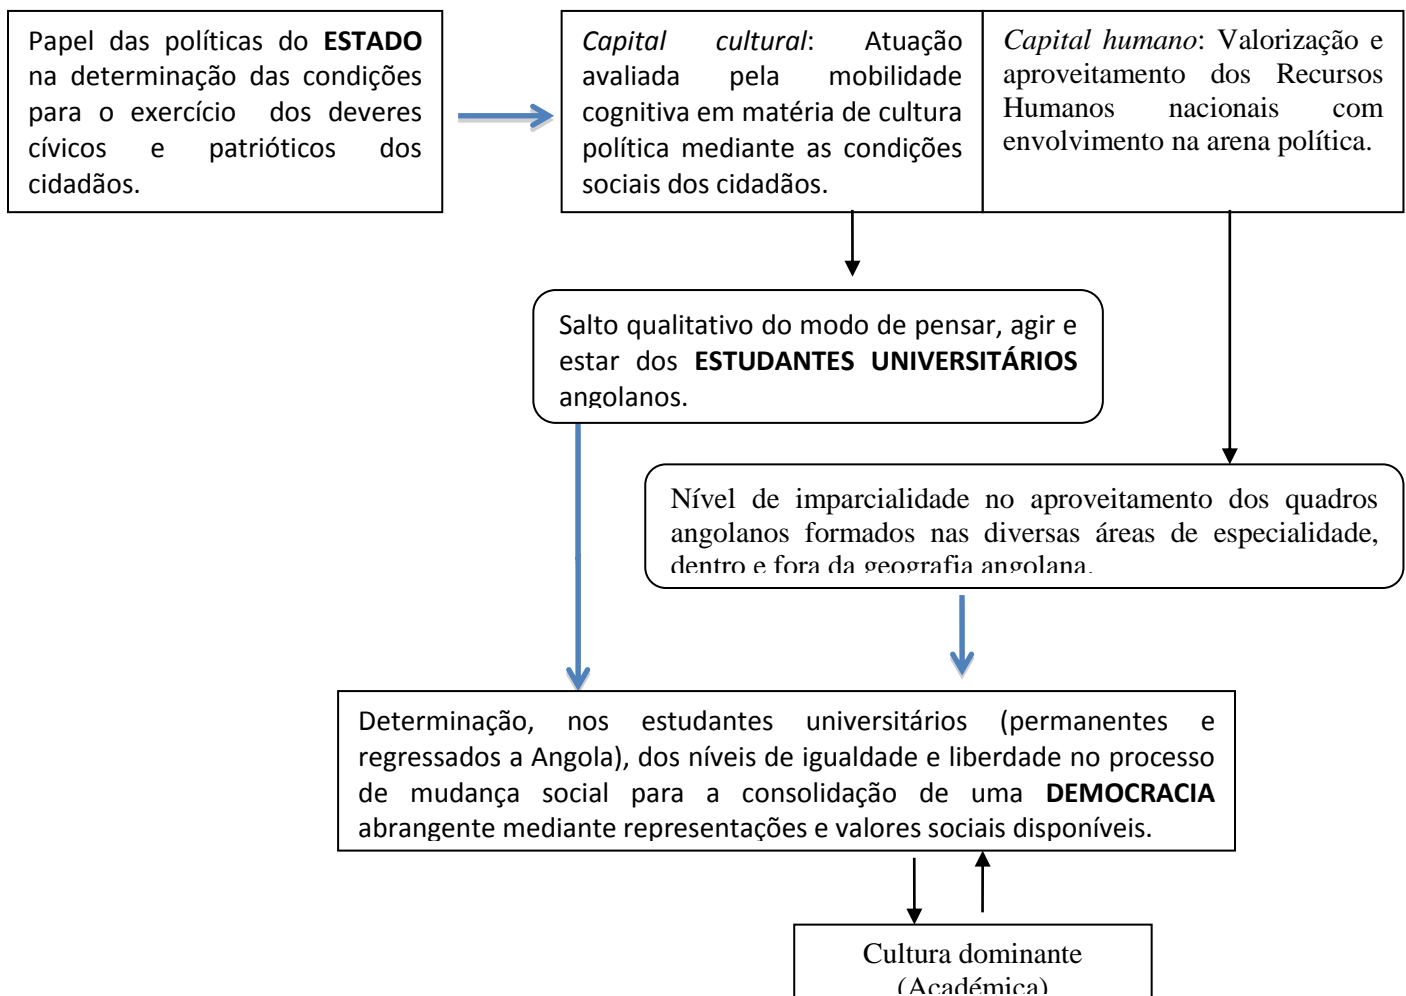 Papel das políticas do ESTADO
na determinação das condições
para o exercício dos deveres
cívicos e patrióticos dos
cidadãos.
Capital cultural: Atuação
avaliada pela mobilidade
cognitiva em matéria de cultura
política mediante as condições
sociais dos cidadãos.
Capital humano: Valorização e
aproveitamento dos Recursos
Humanos nacionais com
envolvimento na arena política.
Salto qualitativo do modo de pensar, agir e
estar dos ESTUDANTES UNIVERSITÁRIOS
angolanos.
Nível de imparcialidade no aproveitamento dos quadros
angolanos formados nas diversas áreas de especialidade,
dentro e fora da geografia angolana.
Determinação, nos estudantes universitários (permanentes e
regressados a Angola), dos níveis de igualdade e liberdade no processo
de mudança social para a consolidação de uma DEMOCRACIA
abrangente mediante representações e valores sociais disponíveis.
Cultura dominante
(Académica)